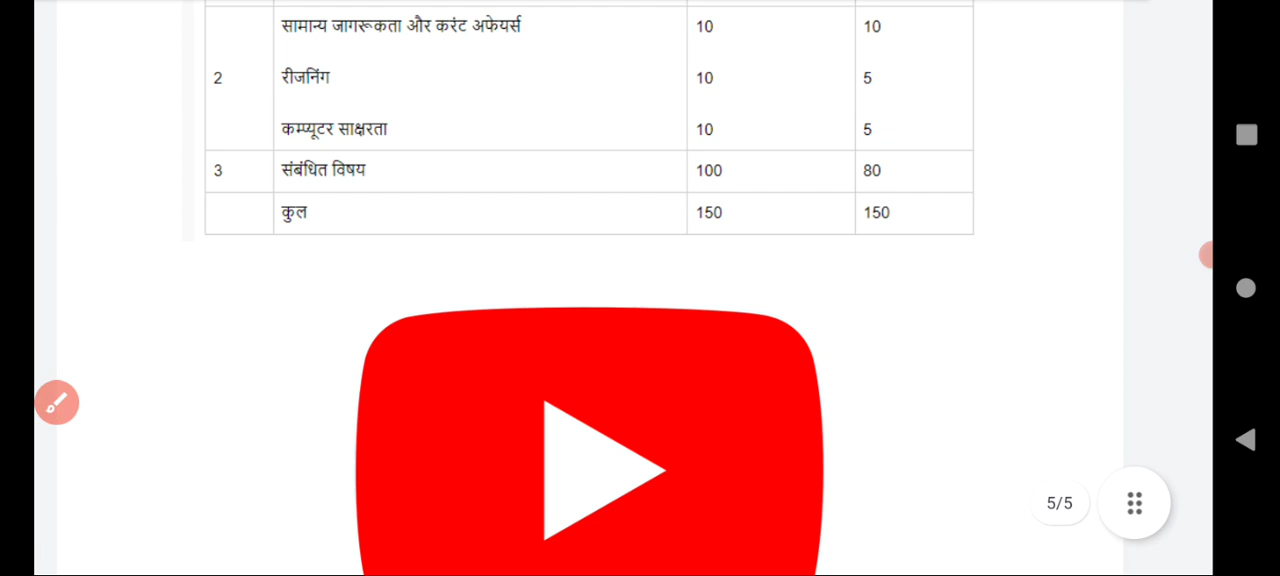 सामान्य जागरूकता और करंट अफेयर्स 10 10
2 रीजनिंग 10 5
कम्प्यूटर साक्षरता 10 5
3 संबंधित विषय 100 80
कुल 150 150
5/5